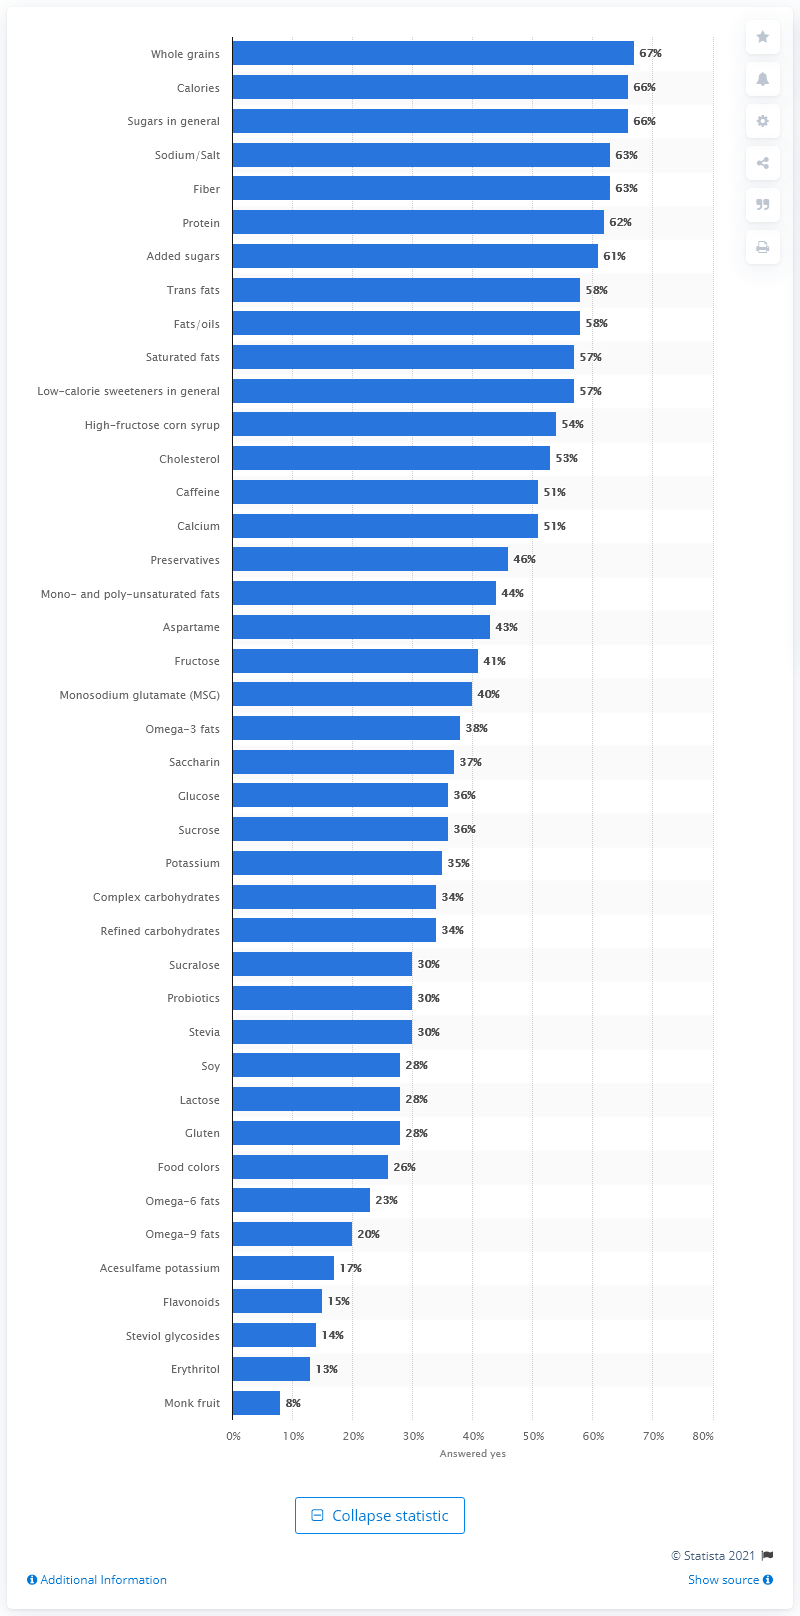 Whole grains 67%
Calories 66%
Sugars in general 66%
Sodium/Salt 63%
Fiber 63%
Protein 62%
Added sugars 61%
Trans fats 58%
Fats/oils 58%
Saturated fats 57%
Low-calorie sweeteners in general 57%
High-fructose corn syrup 54%
Cholesterol 53%
Caffeine 51%
Calcium 51%
Preservatives 46%
Mono- and poly-unsaturated fats 44%
Aspartame 43%
Fructose 41%
Monosodium glutamate (MSG) 40%
Omega-3 fats 38%
Saccharin 37%
Glucose 36%
Sucrose 36%
Potassium 35%
Complex carbohydrates 34%
Refined carbohydrates 34%
Sucralose 30%
Probiotics 30%
Stevia 30%
Soy 28%
Lactose 28%
Gluten 28%
Food colors 26%
Omega-6 fats 23%
Omega-9 fats 20%
Acesulfame potassium 17%
Flavonoids 15%
Steviol glycosides 14%
Erythritol 13%
Monk fruit 8%
0% 10% 20% 30% 40% 50% 60% 70% 80%
Answered yes
Collapse statistic
© Statista 2021
Additional Information Show source